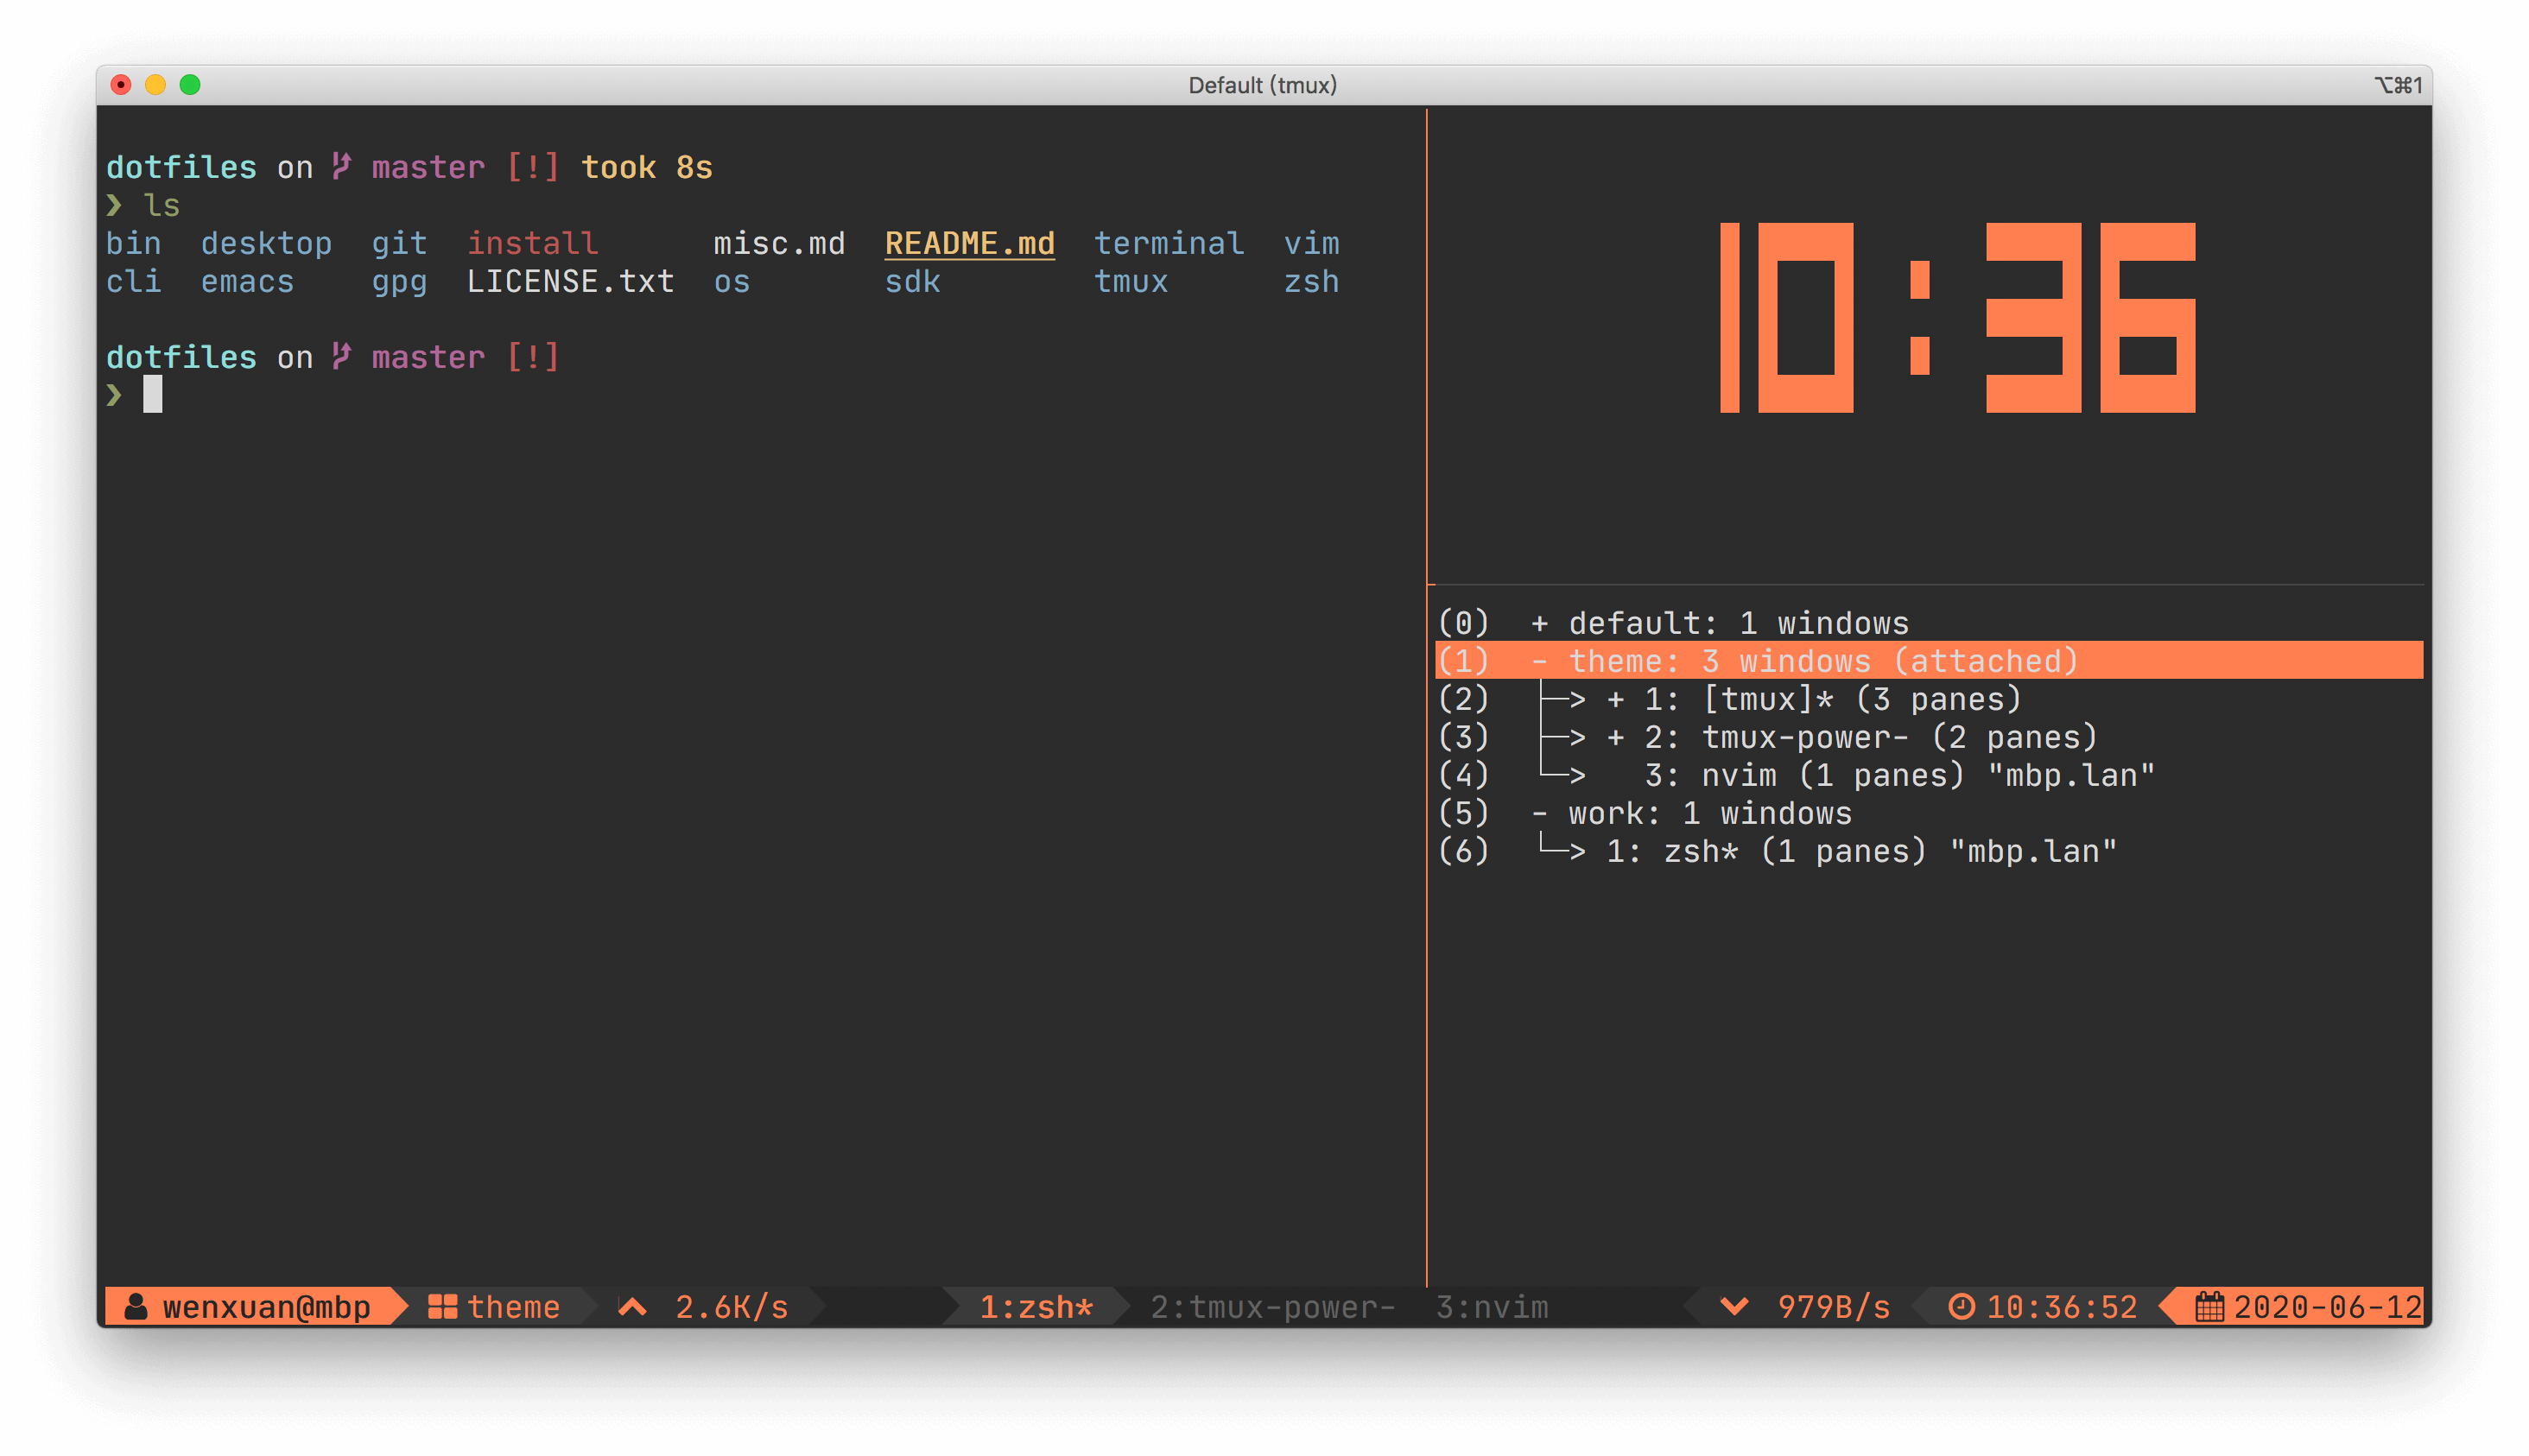 Default (tmux)
⌥⌘1
dotfiles on master [!] took 8s
❯ ls
bin desktop git install misc.md README.md terminal vim
cli emacs gpg LICENSE.txt os sdk tmux zsh
dotfiles on master [!]
❯
10:36
(0) + default: 1 windows
(1) - theme: 3 windows (attached)
(2) ├─> + 1: [tmux]* (3 panes)
(3) ├─> + 2: tmux-power- (2 panes)
(4) └─> 3: nvim (1 panes) "mbp.lan"
(5) - work: 1 windows
(6) └─> 1: zsh* (1 panes) "mbp.lan"
wenxuan@mbp theme 2.6K/s 1:zsh* 2:tmux-power- 3:nvim 979B/s 10:36:52 2020-06-12